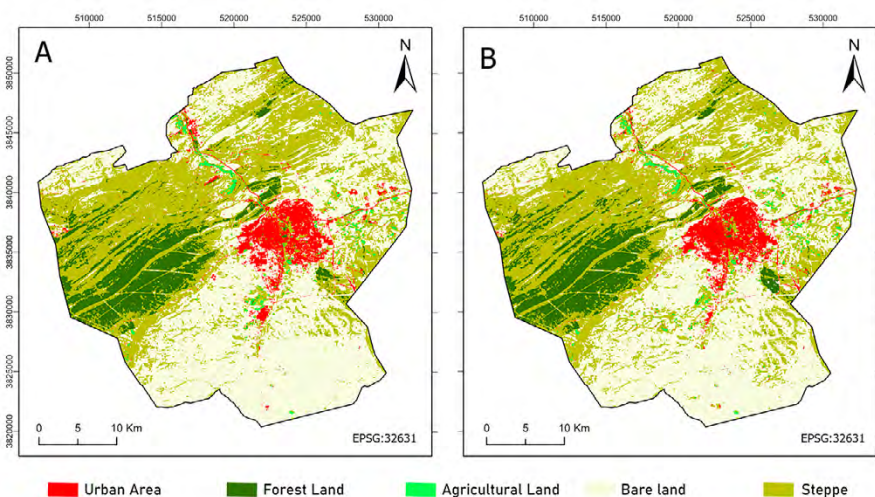 510000 515000 520000 525000 530000
510000 515000 520000 525000 530000
A
N
B
N
3850000
3845000
3840000
3835000
3830000
3825000
3820000
0 5 10 Km
EPSG:32631
0 5 10 Km
EPSG:32631
Urban Area Forest Land Agricultural Land Bare land Steppe